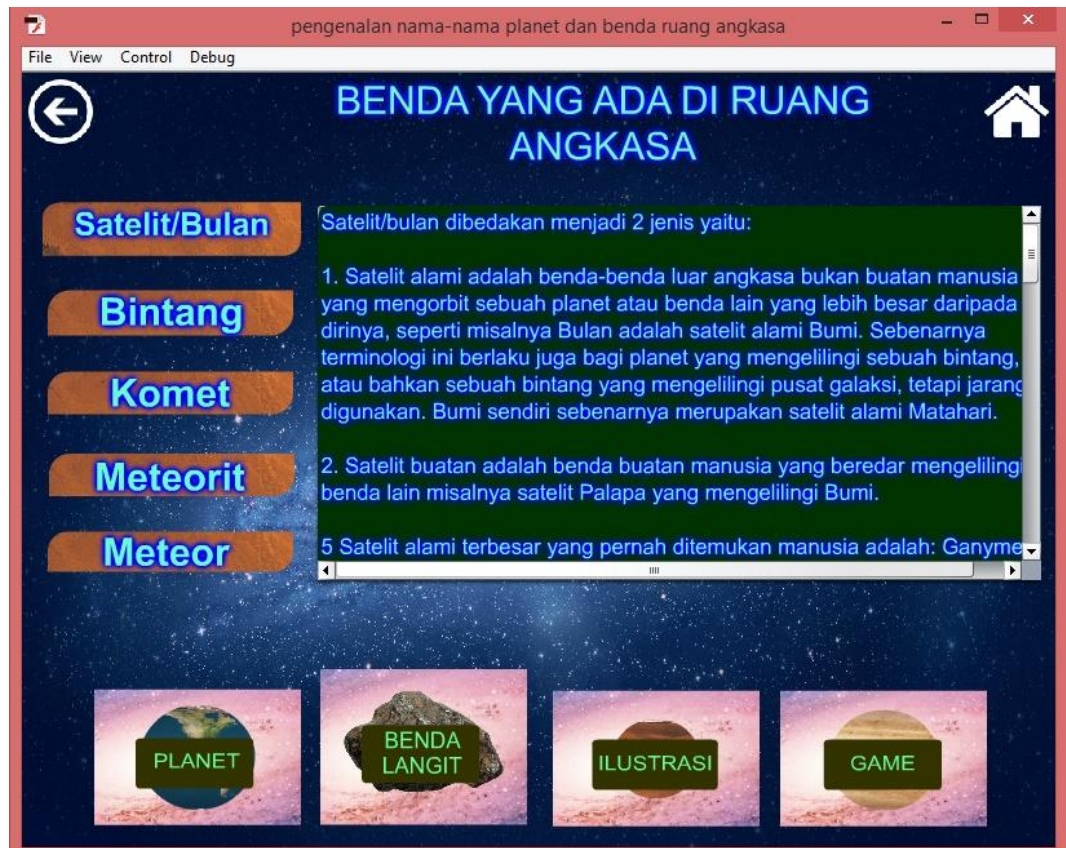 pengenalan nama-nama planet dan benda ruang angkasa
File View Control Debug
BENDA YANG ADA DI RUANG
ANGKASA
Satelit/Bulan
Bintang
Komet
Meteorit
Meteor
Satelit/bulan dibedakan menjadi 2 jenis yaitu:
1. Satelit alami adalah benda-benda luar angkasa bukan buatan manusia
yang mengorbit sebuah planet atau benda lain yang lebih besar daripada
dirinya, seperti misalnya Bulan adalah satelit alami Bumi. Sebenarnya
terminologi ini berlaku juga bagi planet yang mengelilingi sebuah bintang,
atau bahkan sebuah bintang yang mengelilingi pusat galaksi, tetapi jarang
digunakan. Bumi sendiri sebenarnya merupakan satelit alami Matahari.
2. Satelit buatan adalah benda buatan manusia yang beredar mengelilingi
benda lain misalnya satelit Palapa yang mengelilingi Bumi.
5 Satelit alami terbesar yang pernah ditemukan manusia adalah: Ganyme
PLANET
BENDA
LANGIT
ILUSTRASI
GAME